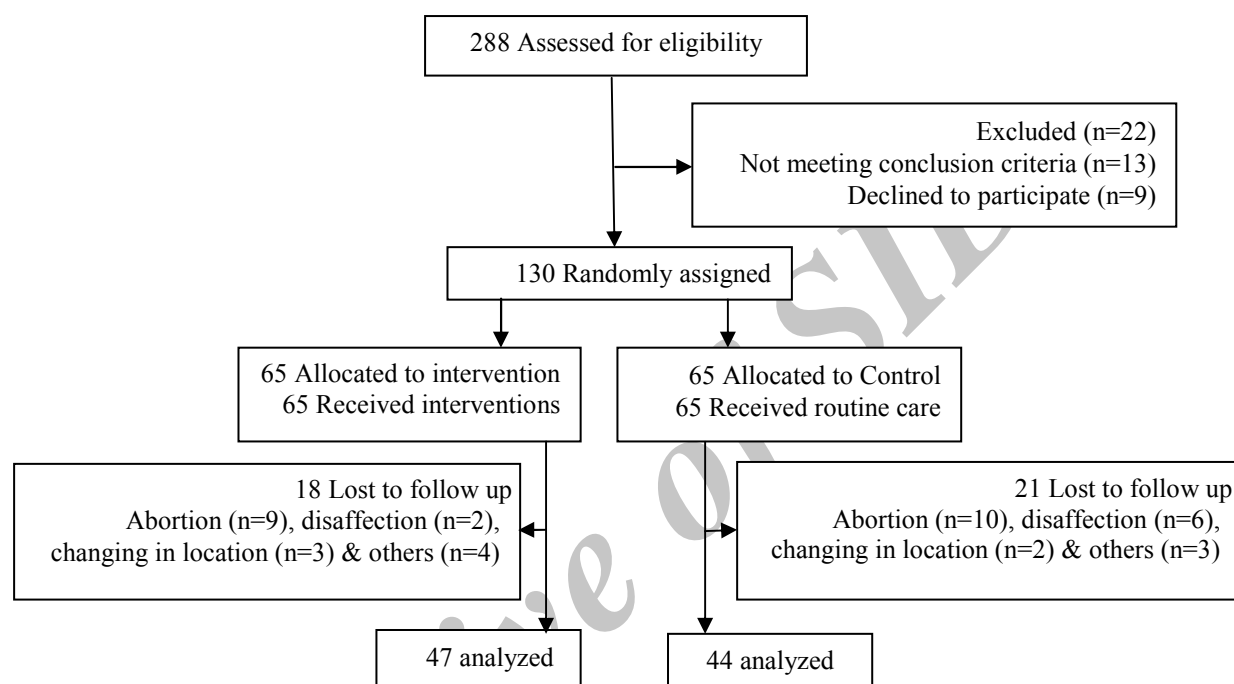 288 Assessed for eligibility
Excluded (n=22)
Not meeting conclusion criteria (n=13)
Declined to participate (n=9)
130 Randomly assigned
65 Allocated to intervention
65 Received interventions
65 Allocated to Control
65 Received routine care
18 Lost to follow up
Abortion (n=9), disaffection (n=2),
changing in location (n=3) & others (n=4)
21 Lost to follow up
Abortion (n=10), disaffection (n=6),
changing in location (n=2) & others (n=3)
47 analyzed
44 analyzed